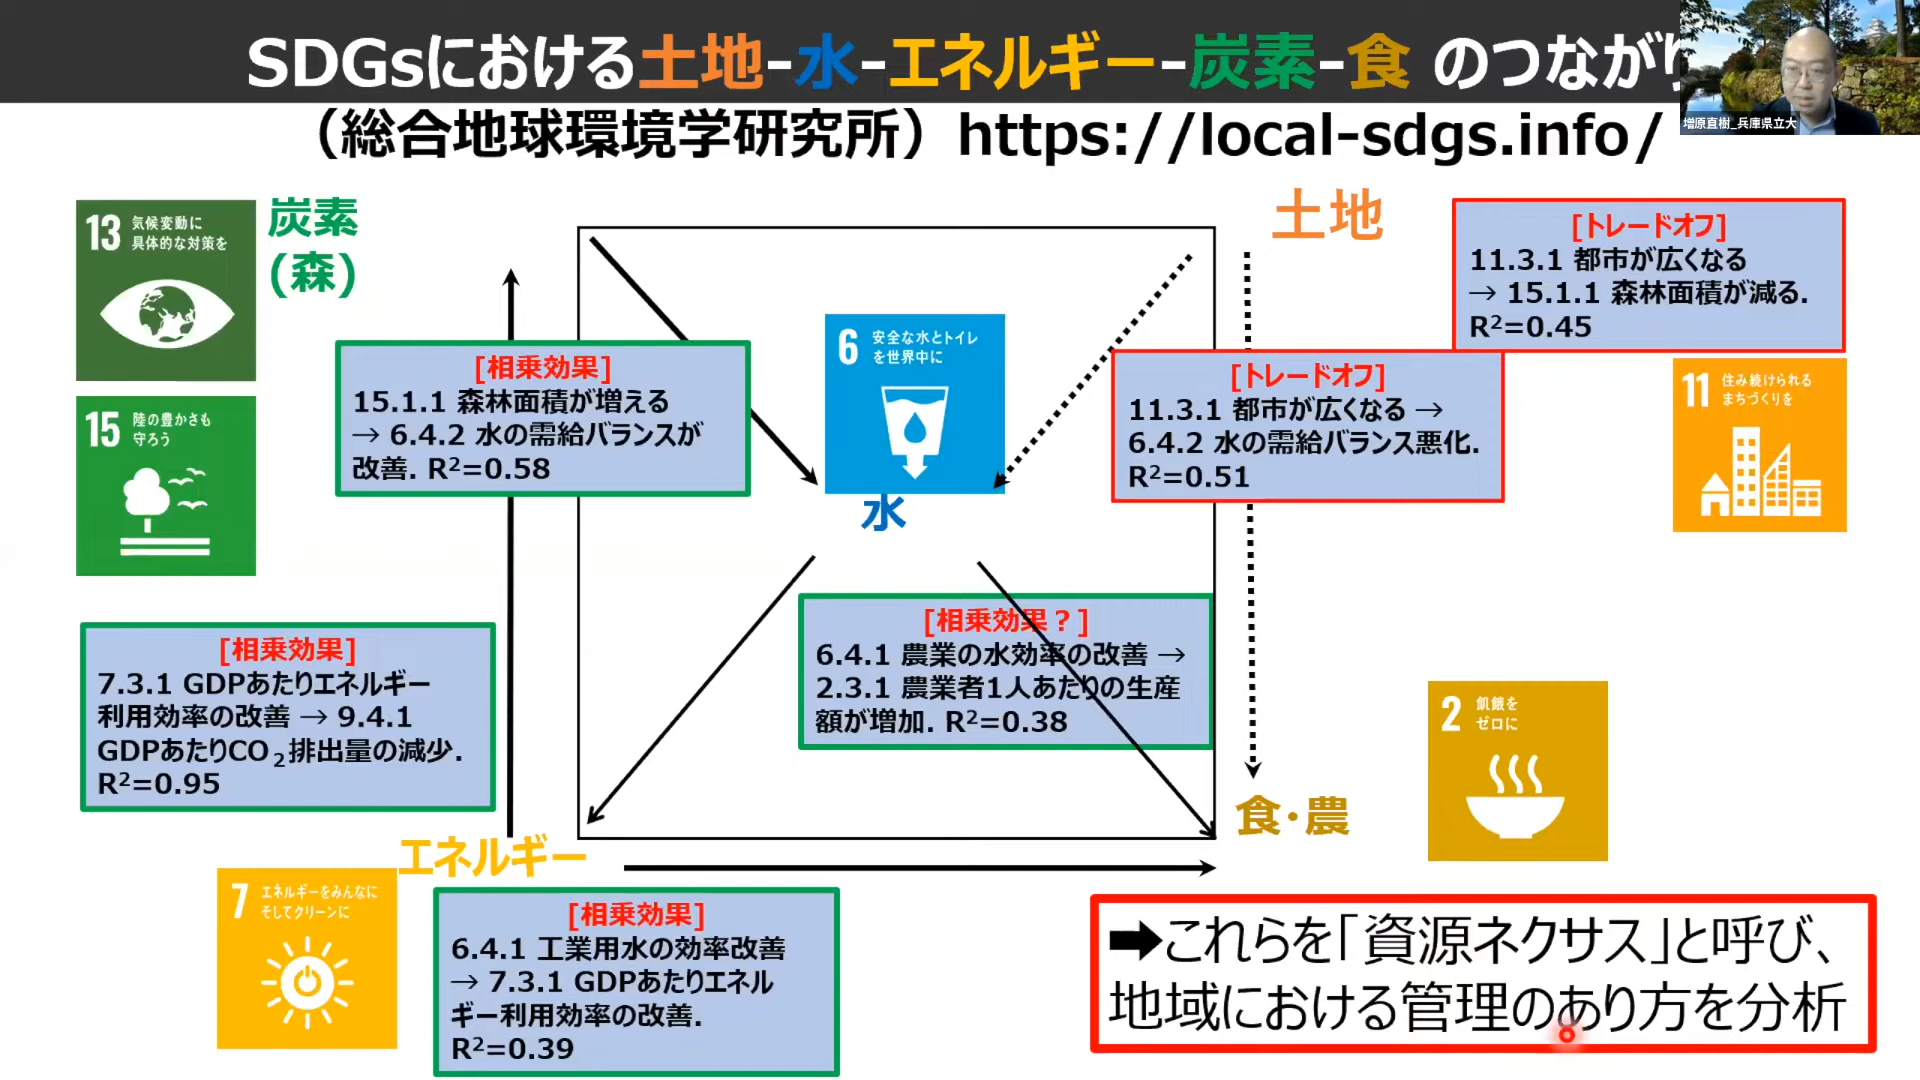 SDGsにおける土地-水-エネルギー-炭素-食 のつながり
（総合地球環境学研究所）https://local-sdgs.info/
増原直樹_兵庫県立大
13 気候変動に
具体的な対策を
炭素
(森)
土地
[トレードオフ]
11.3.1 都市が広くなる
→ 15.1.1 森林面積が減る.
R²=0.45
6 安全な水とトイレ
を世界中に
水
[相乗効果]
15.1.1 森林面積が増える
→ 6.4.2 水の需給バランスが
改善. R²=0.58
[トレードオフ]
11.3.1 都市が広くなる →
6.4.2 水の需給バランス悪化.
R²=0.51
11 住み続けられる
まちづくりを
15 陸の豊かさも
守ろう
[相乗効果]
7.3.1 GDPあたりエネルギー
利用効率の改善 → 9.4.1
GDPあたりCO₂排出量の減少.
R²=0.95
[相乗効果？]
6.4.1 農業の水効率の改善 →
2.3.1 農業者1人あたりの生産
額が増加. R²=0.38
2 飢餓を
ゼロに
食・農
エネルギー
7 エネルギーをみんなに
そしてクリーンに
[相乗効果]
6.4.1 工業用水の効率改善
→ 7.3.1 GDPあたりエネル
ギー利用効率の改善.
R²=0.39
➡これらを「資源ネクサス」と呼び、
地域における管理のあり方を分析